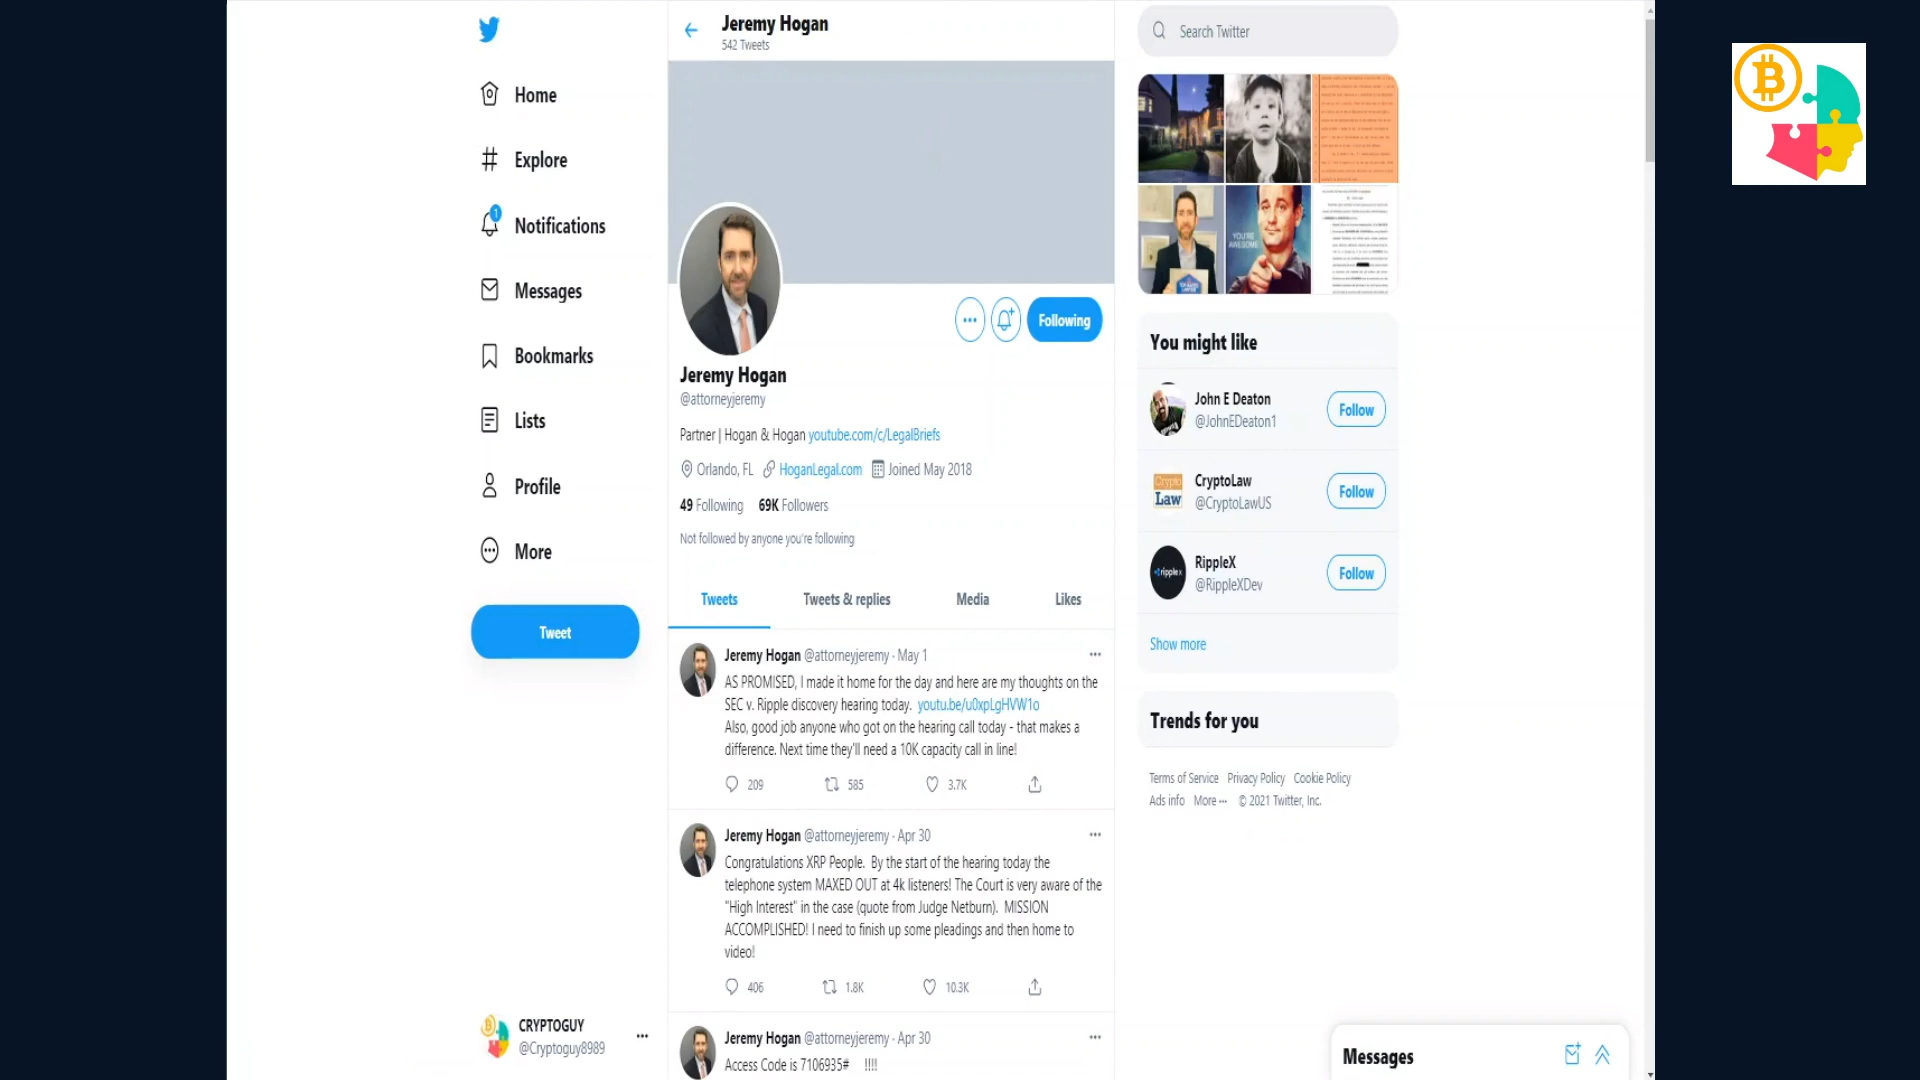 Home
Explore
1
Notifications
Messages
Bookmarks
Lists
Profile
More
Tweet
CRYPTOGUY
@Cryptoguy8989
Jeremy Hogan
542 Tweets
Following
Jeremy Hogan
@attorneyjeremy
Partner | Hogan & Hogan youtube.com/c/LegalBriefs
Orlando, FL HoganLegal.com Joined May 2018
49 Following 69K Followers
Not followed by anyone you're following
Tweets Tweets & replies Media Likes
Jeremy Hogan @attorneyjeremy · May 1
AS PROMISED, I made it home for the day and here are my thoughts on the
SEC v. Ripple discovery hearing today. youtu.be/u0xpLgHVW1o
Also, good job anyone who got on the hearing call today - that makes a
difference. Next time they'll need a 10K capacity call in line!
209 585 3.7K
Jeremy Hogan @attorneyjeremy · Apr 30
Congratulations XRP People. By the start of the hearing today the
telephone system MAXED OUT at 4k listeners! The Court is very aware of the
"High Interest" in the case (quote from Judge Netburn). MISSION
ACCOMPLISHED! I need to finish up some pleadings and then home to
video!
406 1.8K 10.3K
Jeremy Hogan @attorneyjeremy · Apr 30
Access Code is 7106935# !!!!
Search Twitter
YOU'RE
AWESOME
You might like
John E Deaton
@JohnEDeaton1
Follow
Crypto
Law
CryptoLaw
@CryptoLawUS
Follow
ripplex
RippleX
@RippleXDev
Follow
Show more
Trends for you
Terms of Service Privacy Policy Cookie Policy
Ads info More ··· © 2021 Twitter, Inc.
Messages